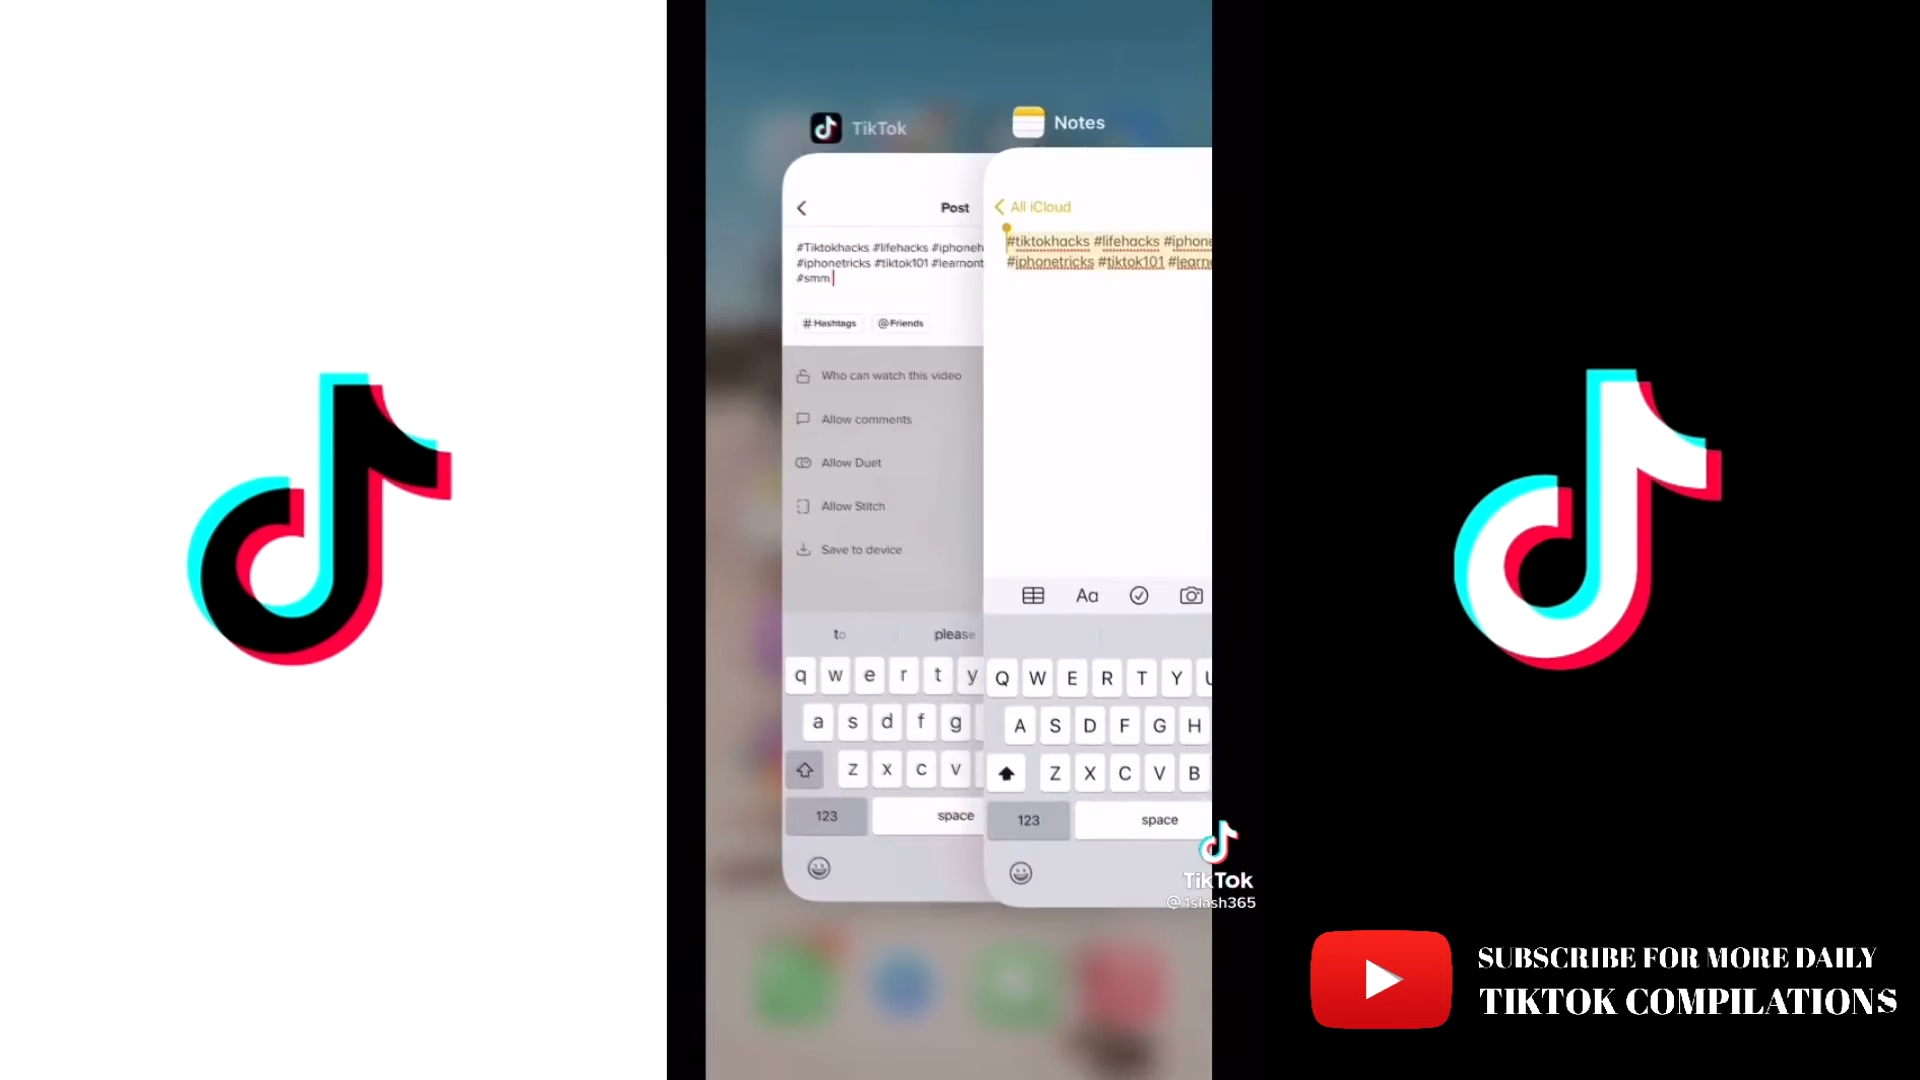 TikTok
Notes
Post
#Tiktokhacks #lifehacks #iphoneh
#iphonetricks #tiktok101 #learnont
#smm
#Hashtags @Friends
Who can watch this video
Allow comments
Allow Duet
Allow Stitch
Save to device
to please
q w e r t y
a s d f g
z x c v
123 space
All iCloud
#tiktokhacks #lifehacks #iphone
#iphonetricks #tiktok101 #learn
Aa
Q W E R T Y U
A S D F G H
Z X C V B
123 space
TikTok
@1slash365
SUBSCRIBE FOR MORE DAILY
TIKTOK COMPILATIONS